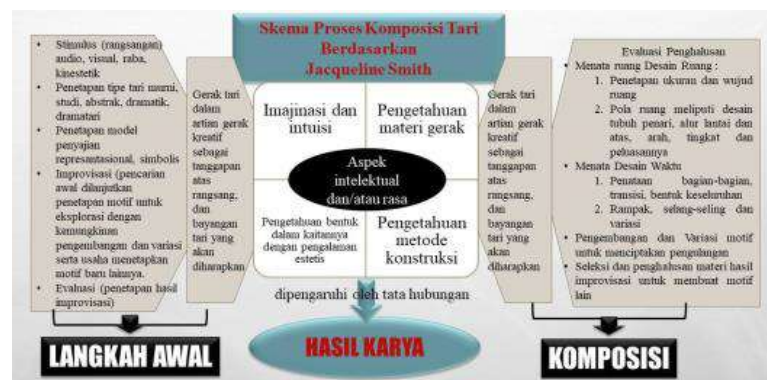 Skema Proses Komposisi Tari
Berdasarkan
Jacqueline Smith
• Stimulus (rangsangan)
audio, visual, raba,
kinestetik
• Penetapan tipe tari murni,
studi, abstrak, dramatik,
dramatari
• Penetapan model
penyajian
represantasional, simbolis
• Improvisasi (pencarian
awal dilanjutkan
penetapan motif untuk
eksplorasi dengan
kemungkinan
pengembangan dan variasi
serta usaha menetapkan
motif baru lainnya.
• Evaluasi (penetapan hasil
improvisasi)
Gerak tari
dalam
artian gerak
kreatif
sebagai
tanggapan
atas
rangsang,
dan
bayangan
tari yang
akan
diharapkan
LANGKAH AWAL
Imajinasi dan
intuisi
Pengetahuan
materi gerak
Aspek
intelektual
dan/atau rasa
Pengetahuan bentuk
dalam kaitannya
dengan pengalaman
estetis
Pengetahuan
metode
konstruksi
dipengaruhi oleh tata hubungan
HASIL KARYA
Gerak tari
dalam
artian gerak
kreatif
sebagai
tanggapan
atas
rangsang,
dan
bayangan
tari yang
akan
diharapkan
Evaluasi Penghalusan
• Menata ruang Desain Ruang :
1. Penetapan ukuran dan wujud
ruang
2. Pola ruang meliputi desain
tubuh penari, alur lantai dan
atas, arah, tingkat dan
peluasannya
• Menata Desain Waktu
1. Penataan bagian-bagian,
transisi, bentuk keseluruhan
2. Rampak, selang-seling dan
variasi
• Pengembangan dan Variasi motif
untuk menciptakan pengulangan
• Seleksi dan penghalusan materi hasil
improvisasi untuk membuat motif
lain
KOMPOSISI